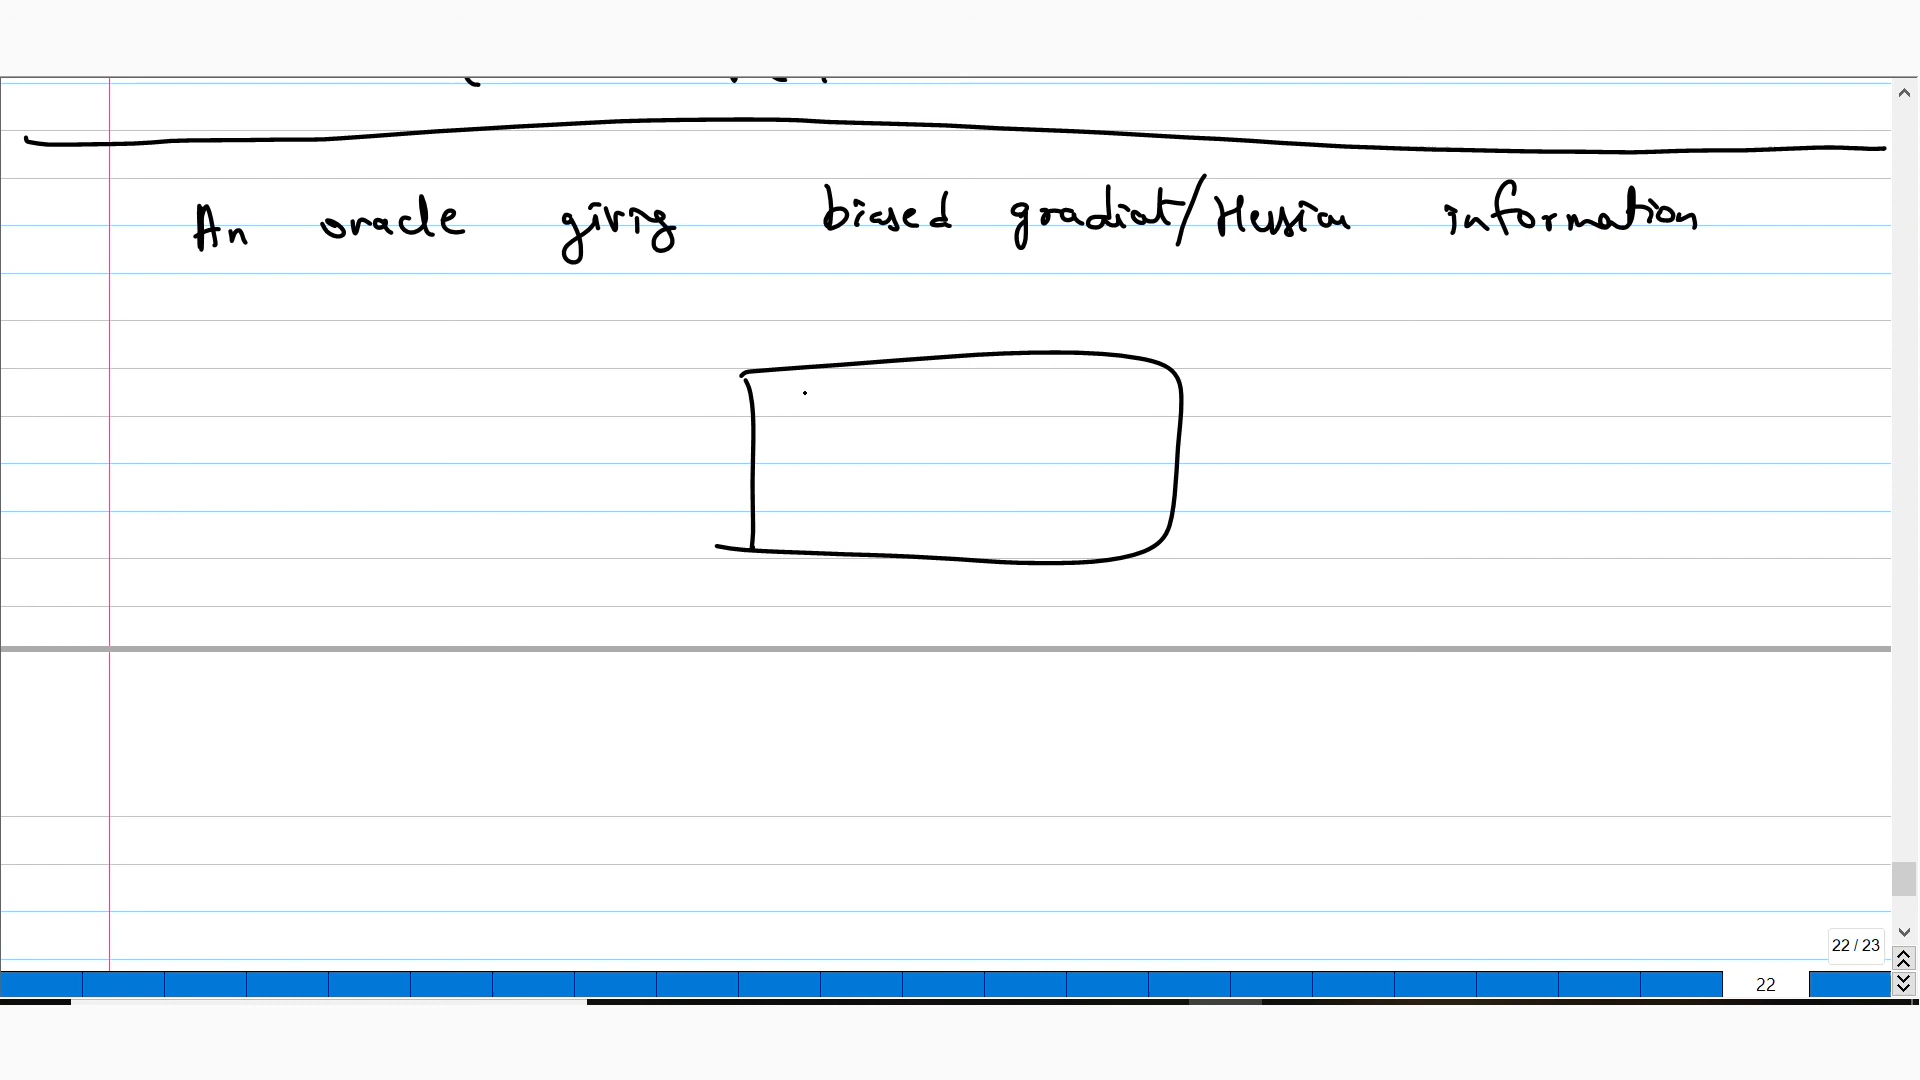 An oracle giving biased gradient/Hessian information
22 / 23
22